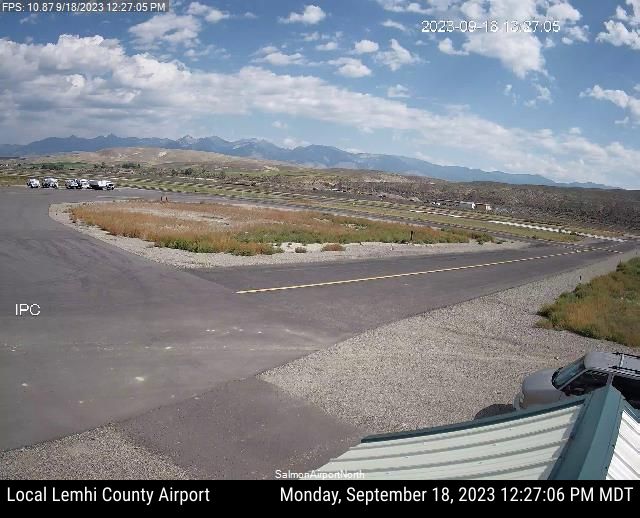 FPS: 10.87 9/18/2023 12:27:05 PM
2023-09-18 13:27:05
IPC
SalmonAirportNorth
Local Lemhi County Airport
Monday, September 18, 2023 12:27:06 PM MDT